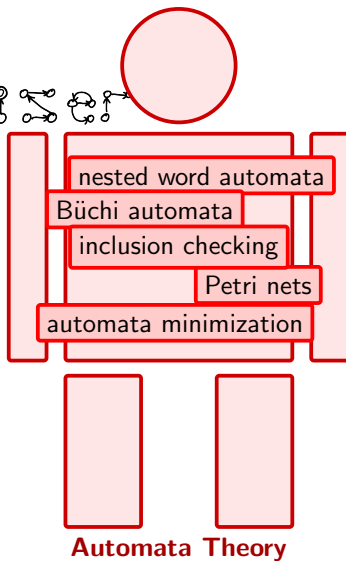 nested word automata
Büchi automata
inclusion checking
Petri nets
automata minimization
Automata Theory